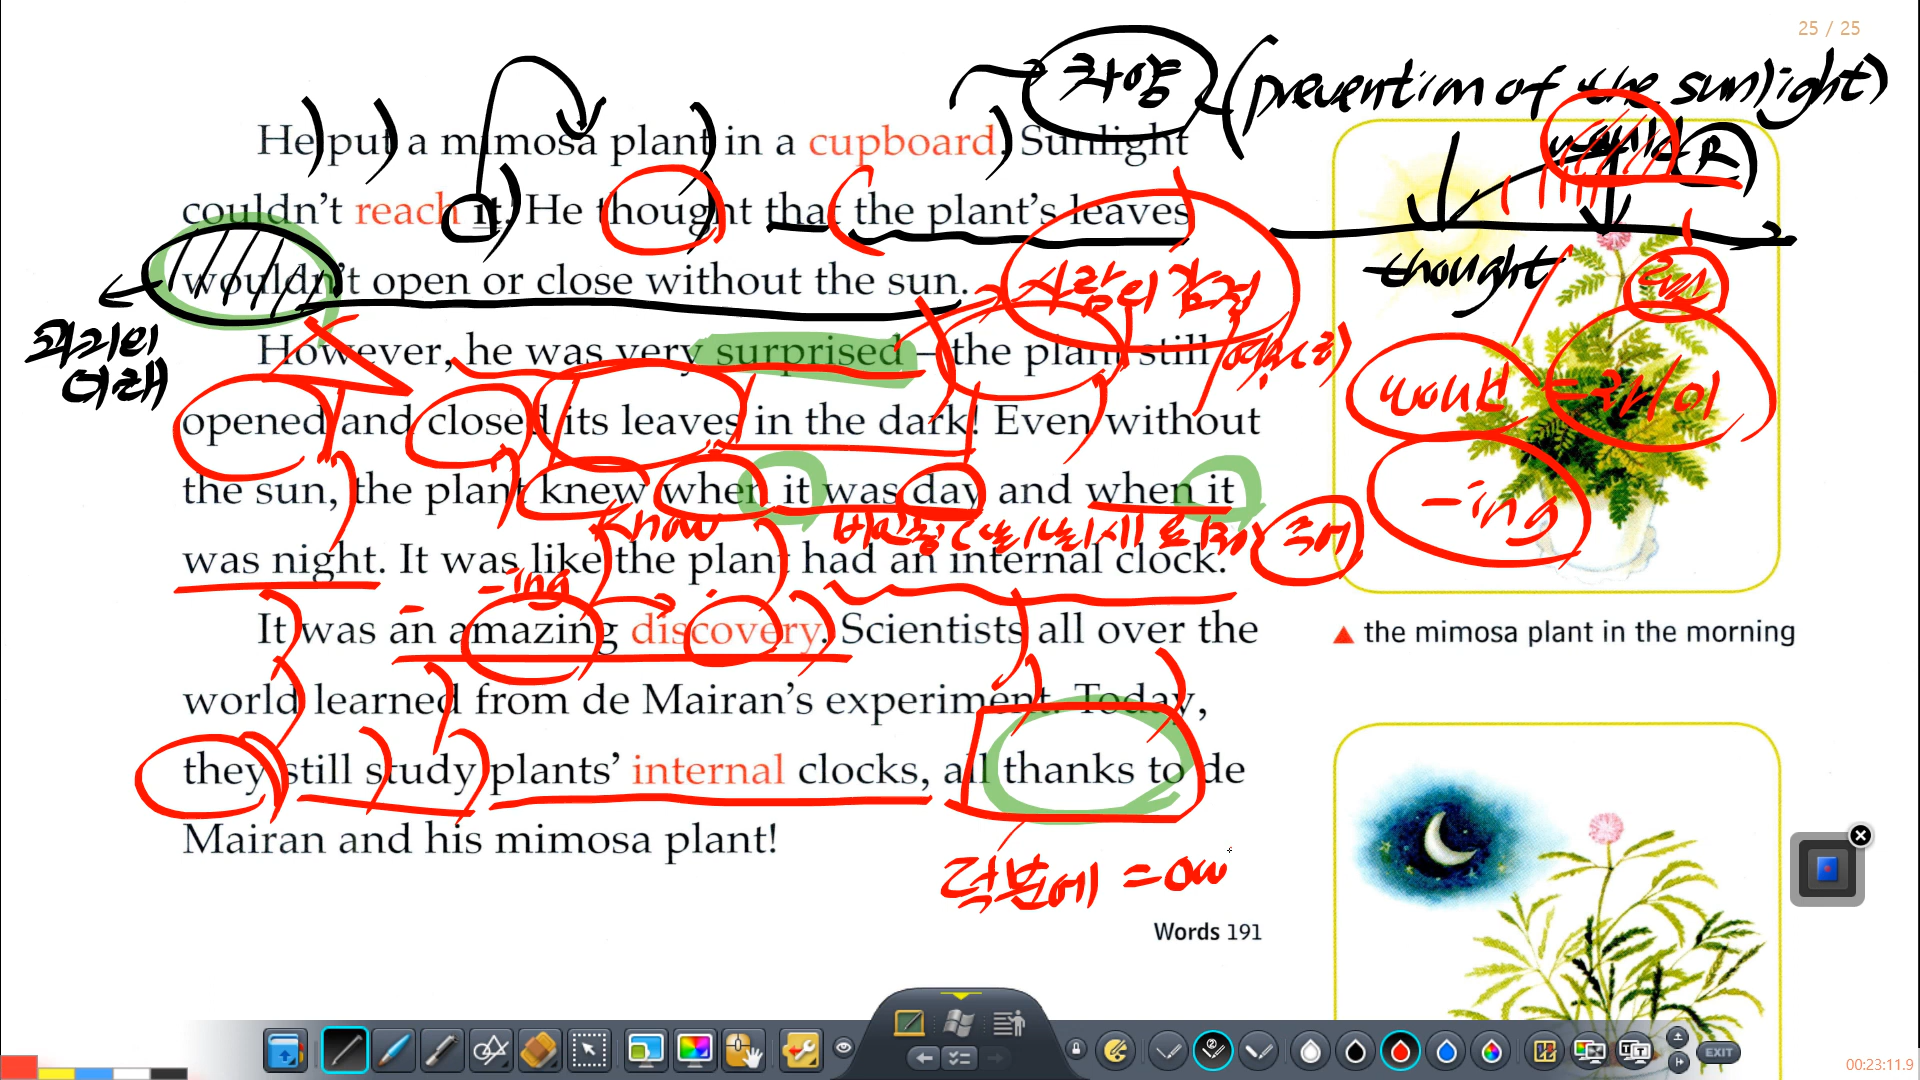 25 / 25
차양 (prevention of the sunlight)
He put a mimosa plant in a cupboard. Sunlight
would R
couldn't reach it. He thought that the plant's leaves
thought
wouldn't open or close without the sun.
사람의 감정
과거의
미래
However, he was very surprised – the plant still
would
opened and closed its leaves in the dark! Even without
-ing
the sun, the plant knew when it was day and when it
know
주어
was night. It was like the plant had an internal clock.
-ing
It was an amazing discovery. Scientists all over the
the mimosa plant in the morning
world learned from de Mairan's experiment. Today,
they still study plants' internal clocks, all thanks to de
Mairan and his mimosa plant!
덕분에 = ow
Words 191
EXIT
00:23:11.9